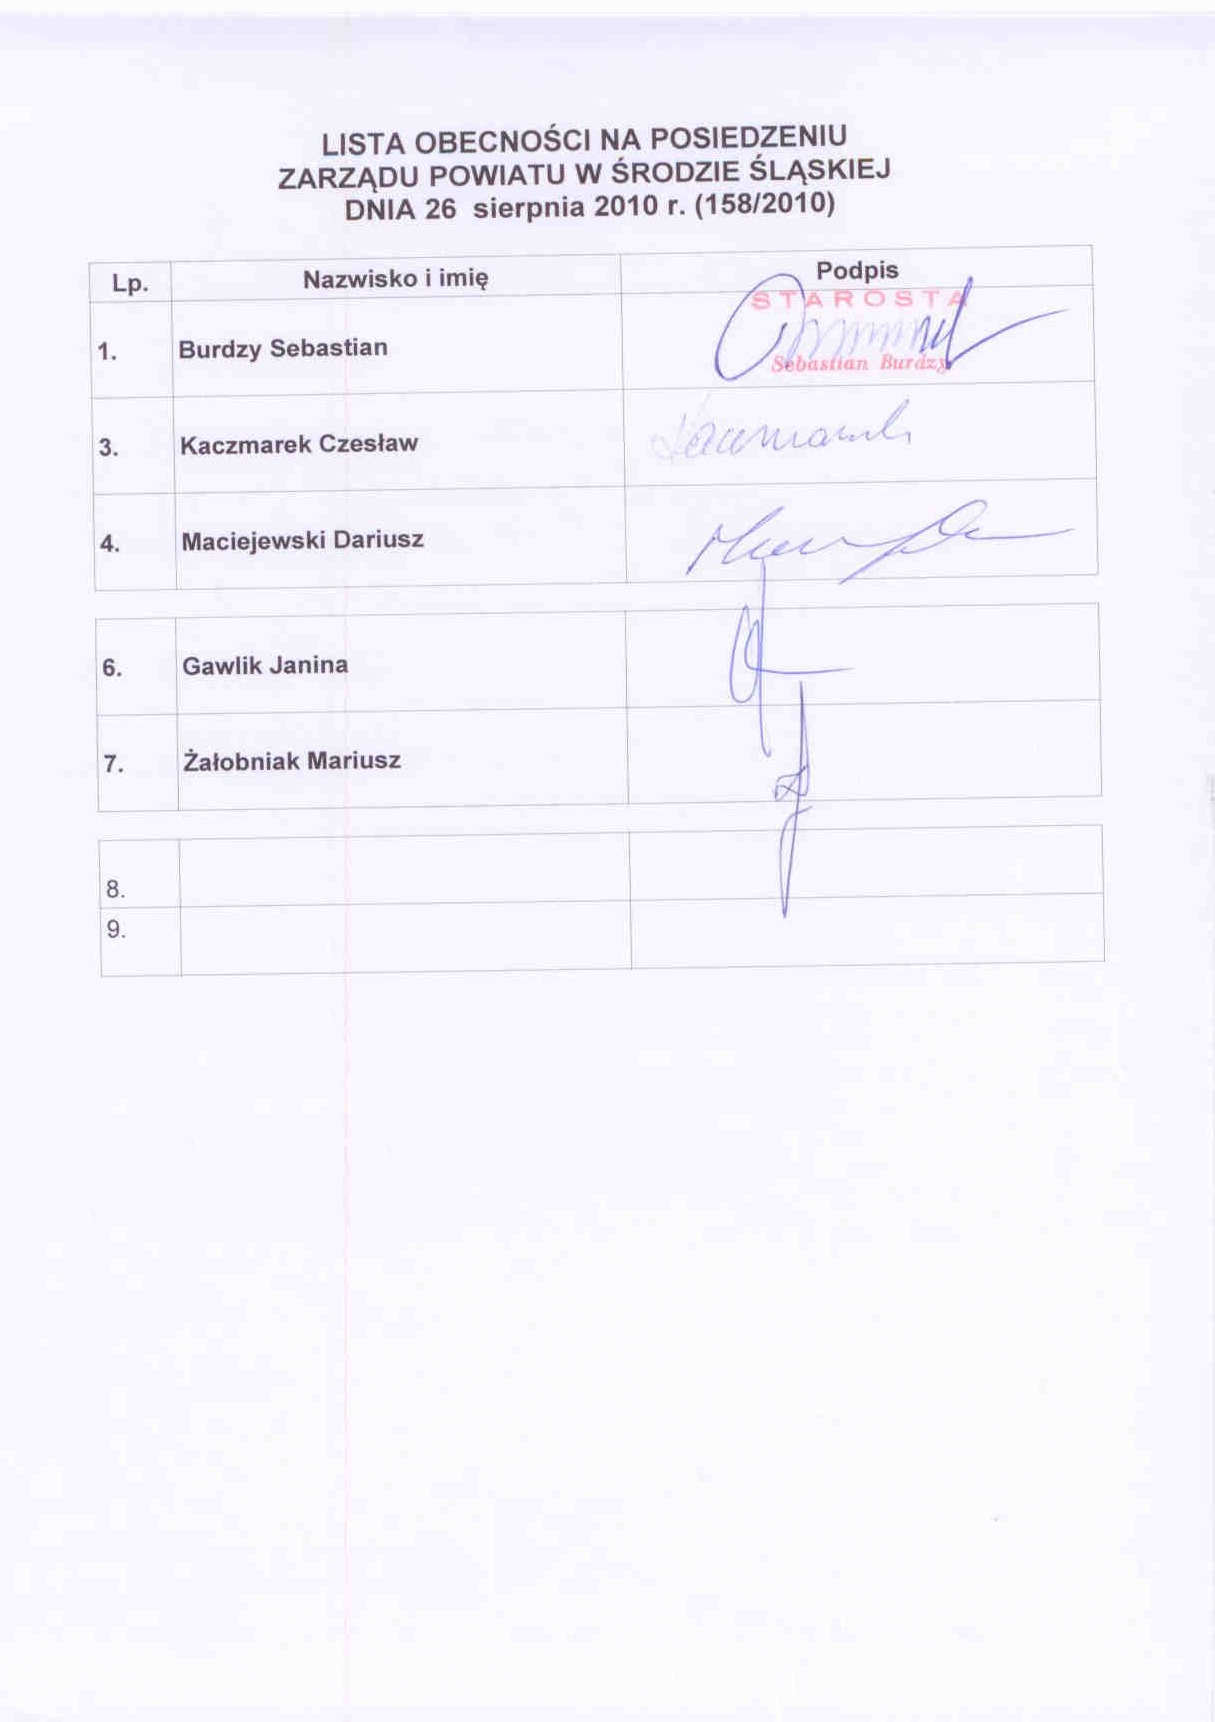 LISTA OBECNOŚCI NA POSIEDZENIU
ZARZĄDU POWIATU W ŚRODZIE ŚLĄSKIEJ
DNIA 26 sierpnia 2010 r. (158/2010)
Lp. Nazwisko i imię Podpis
STAROSTA
1. Burdzy Sebastian
Sebastian Burdzy
3. Kaczmarek Czesław
4. Maciejewski Dariusz
6. Gawlik Janina
7. Żałobniak Mariusz
8.
9.